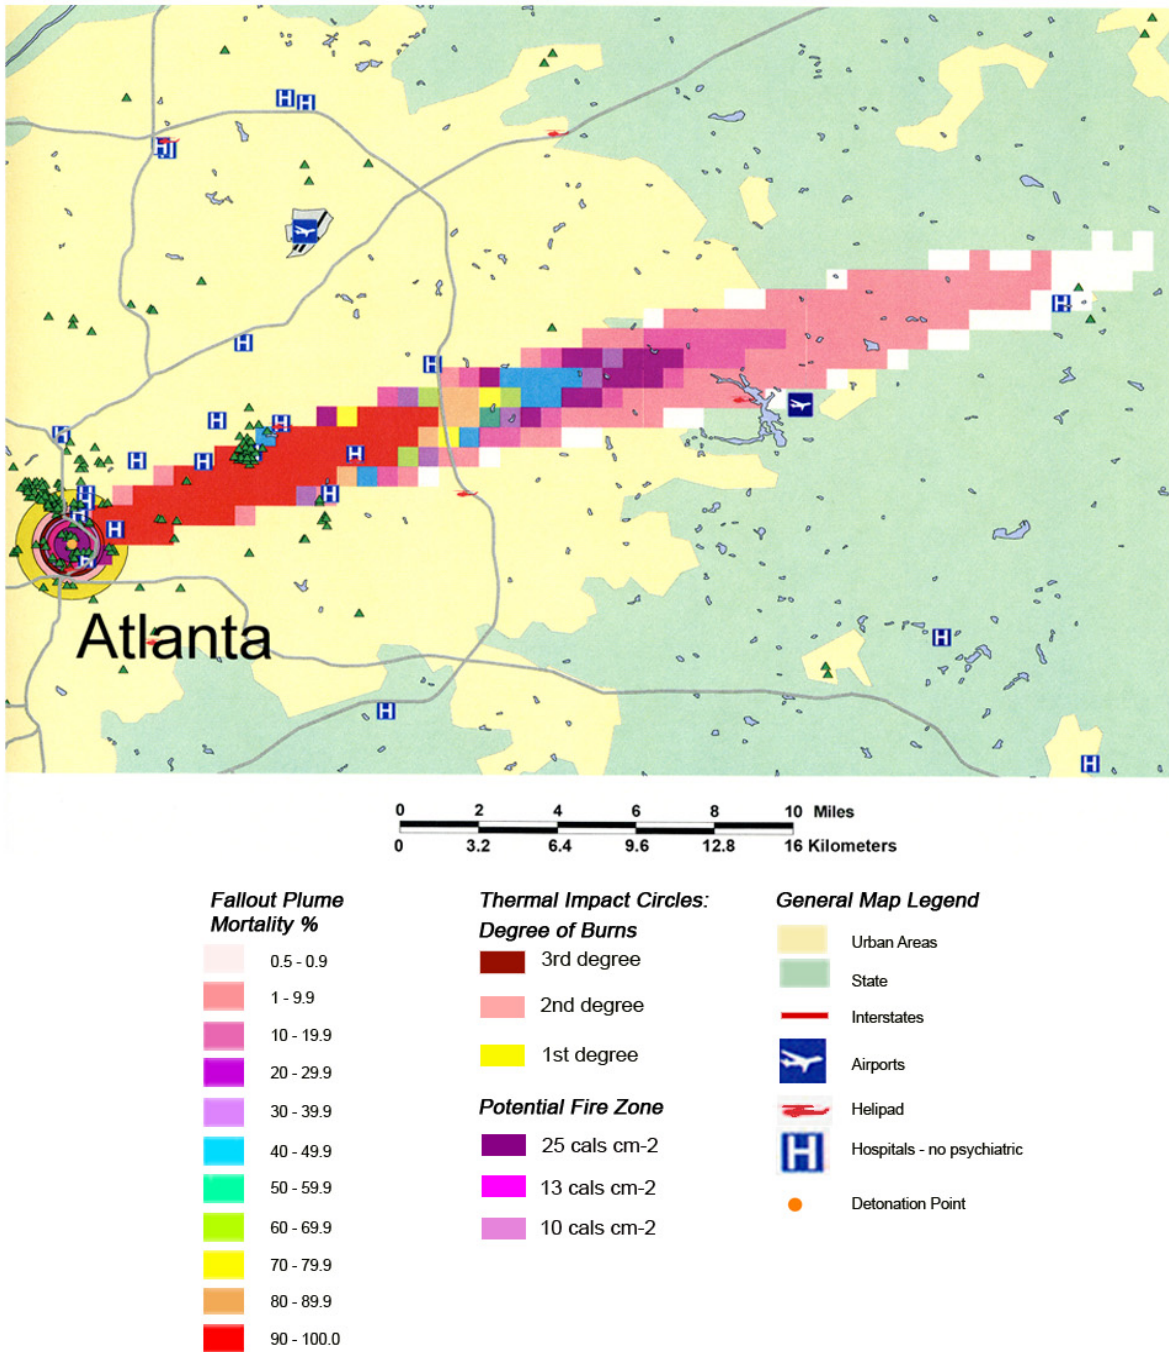 Atlanta
0 2 4 6 8 10 Miles
0 3.2 6.4 9.6 12.8 16 Kilometers
Fallout Plume
Mortality %
0.5 - 0.9
1 - 9.9
10 - 19.9
20 - 29.9
30 - 39.9
40 - 49.9
50 - 59.9
60 - 69.9
70 - 79.9
80 - 89.9
90 - 100.0
Thermal Impact Circles:
Degree of Burns
3rd degree
2nd degree
1st degree
Potential Fire Zone
25 cals cm-2
13 cals cm-2
10 cals cm-2
General Map Legend
Urban Areas
State
Interstates
Airports
Helipad
H Hospitals - no psychiatric
Detonation Point